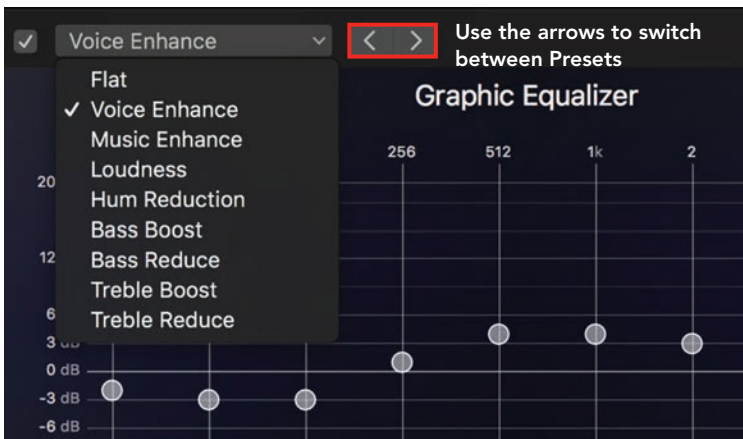 Voice Enhance
Use the arrows to switch
between Presets
Flat
✓ Voice Enhance
Music Enhance
Loudness
Hum Reduction
Bass Boost
Bass Reduce
Treble Boost
Treble Reduce
Graphic Equalizer
256 512 1k 2
20
12
6
3 dB
0 dB
-3 dB
-6 dB